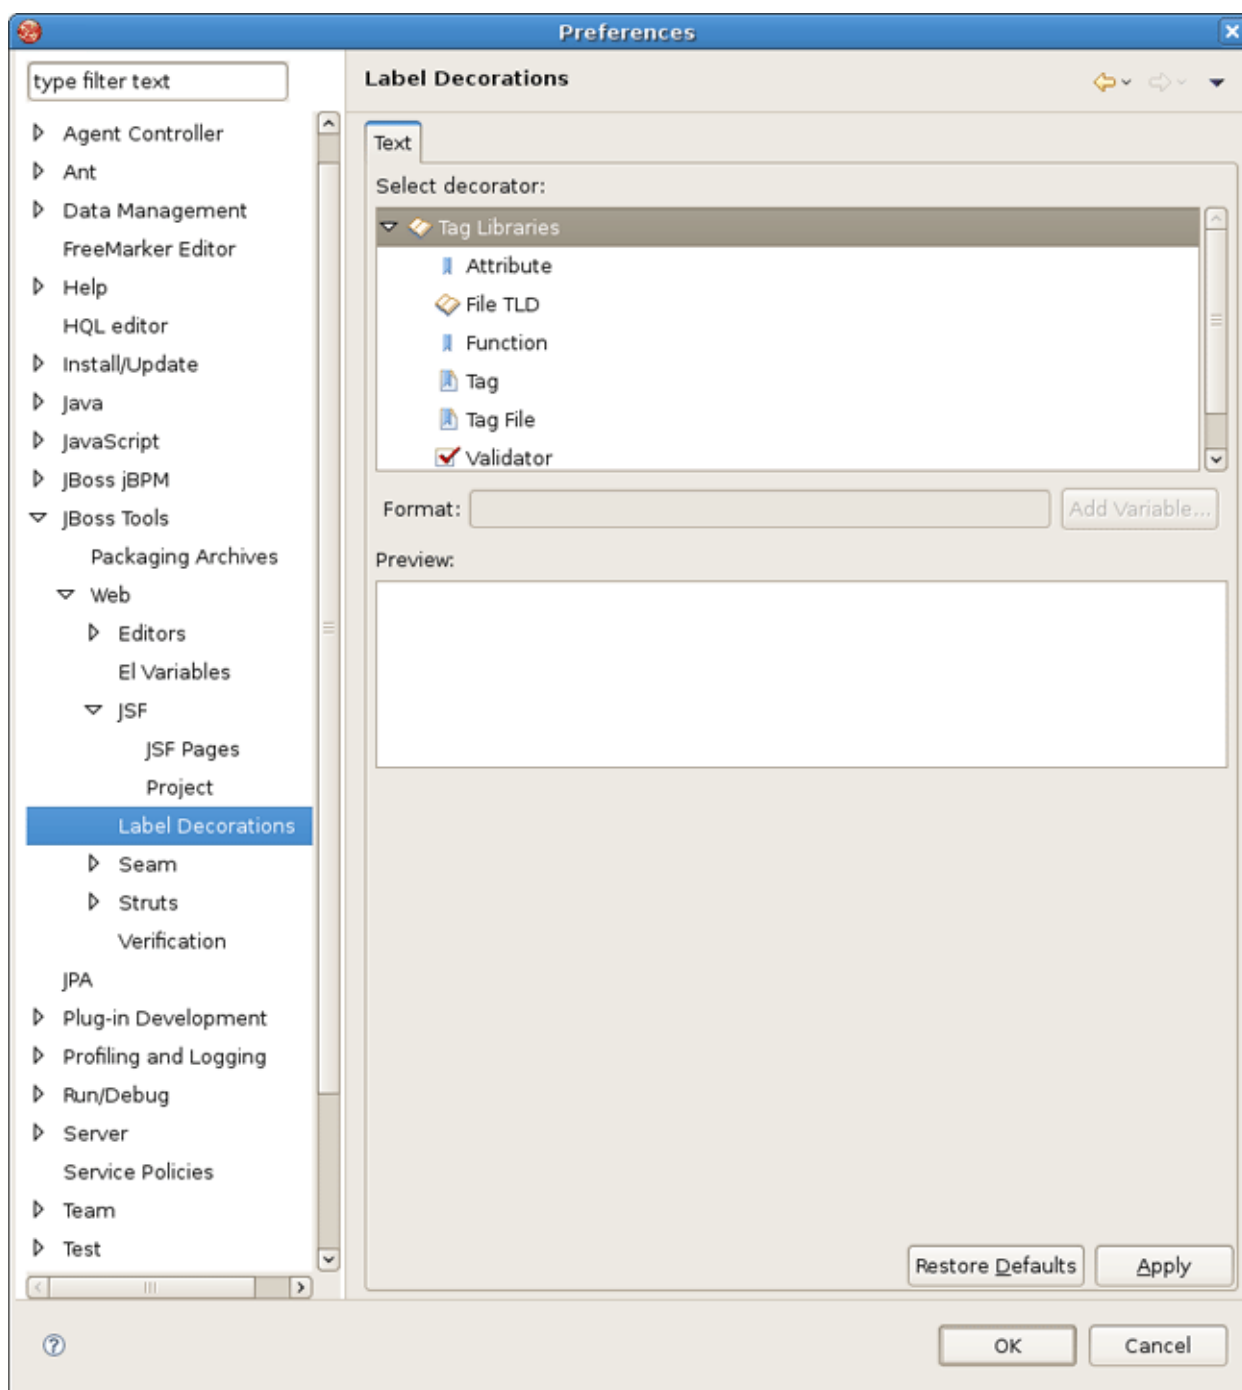 Preferences
type filter text
Agent Controller
Ant
Data Management
FreeMarker Editor
Help
HQL editor
Install/Update
Java
JavaScript
JBoss jBPM
JBoss Tools
Packaging Archives
Web
Editors
El Variables
JSF
JSF Pages
Project
Label Decorations
Seam
Struts
Verification
JPA
Plug-in Development
Profiling and Logging
Run/Debug
Server
Service Policies
Team
Test
Label Decorations
Text
Select decorator:
Tag Libraries
Attribute
File TLD
Function
Tag
Tag File
Validator
Format:
Add Variable...
Preview:
Restore Defaults
Apply
OK
Cancel